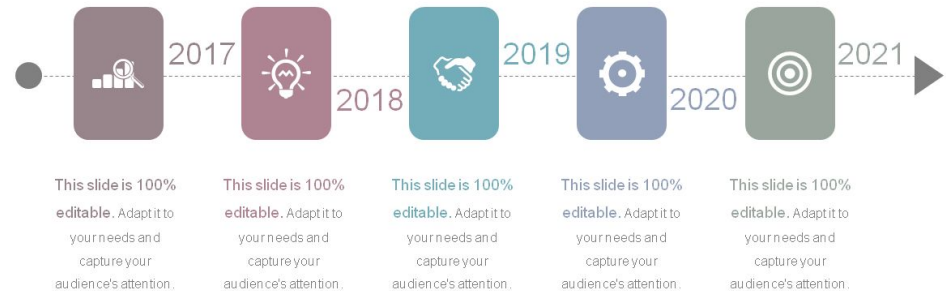 2017
2018
2019
2020
2021
This slide is 100%
editable. Adapt it to
your needs and
capture your
audience's attention.
This slide is 100%
editable. Adapt it to
your needs and
capture your
audience's attention.
This slide is 100%
editable. Adapt it to
your needs and
capture your
audience's attention.
This slide is 100%
editable. Adapt it to
your needs and
capture your
audience's attention.
This slide is 100%
editable. Adapt it to
your needs and
capture your
audience's attention.